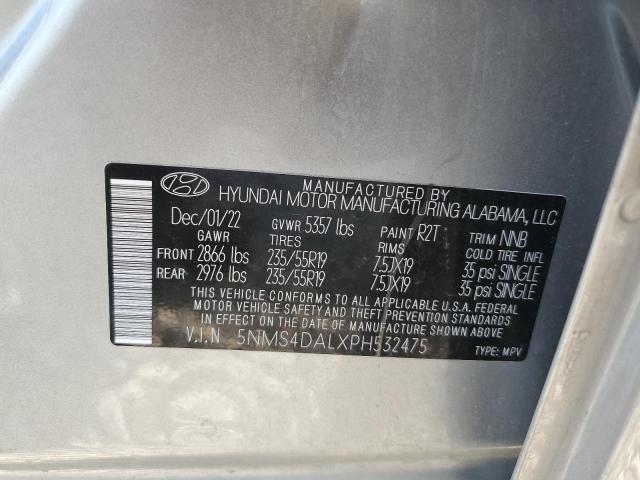 MANUFACTURED BY
HYUNDAI MOTOR MANUFACTURING ALABAMA, LLC
Dec/01/22 GVWR 5357 lbs PAINT R2T TRIM NNB
GAWR TIRES RIMS COLD TIRE INFL
FRONT 2866 lbs 235/55R19 7.5JX19 35 psi SINGLE
REAR 2976 lbs 235/55R19 7.5JX19 35 psi SINGLE
THIS VEHICLE CONFORMS TO ALL APPLICABLE U.S.A. FEDERAL
MOTOR VEHICLE SAFETY AND THEFT PREVENTION STANDARDS
IN EFFECT ON THE DATE OF MANUFACTURE SHOWN ABOVE.
V.I.N 5NMS4DALXPH532475 TYPE: MPV